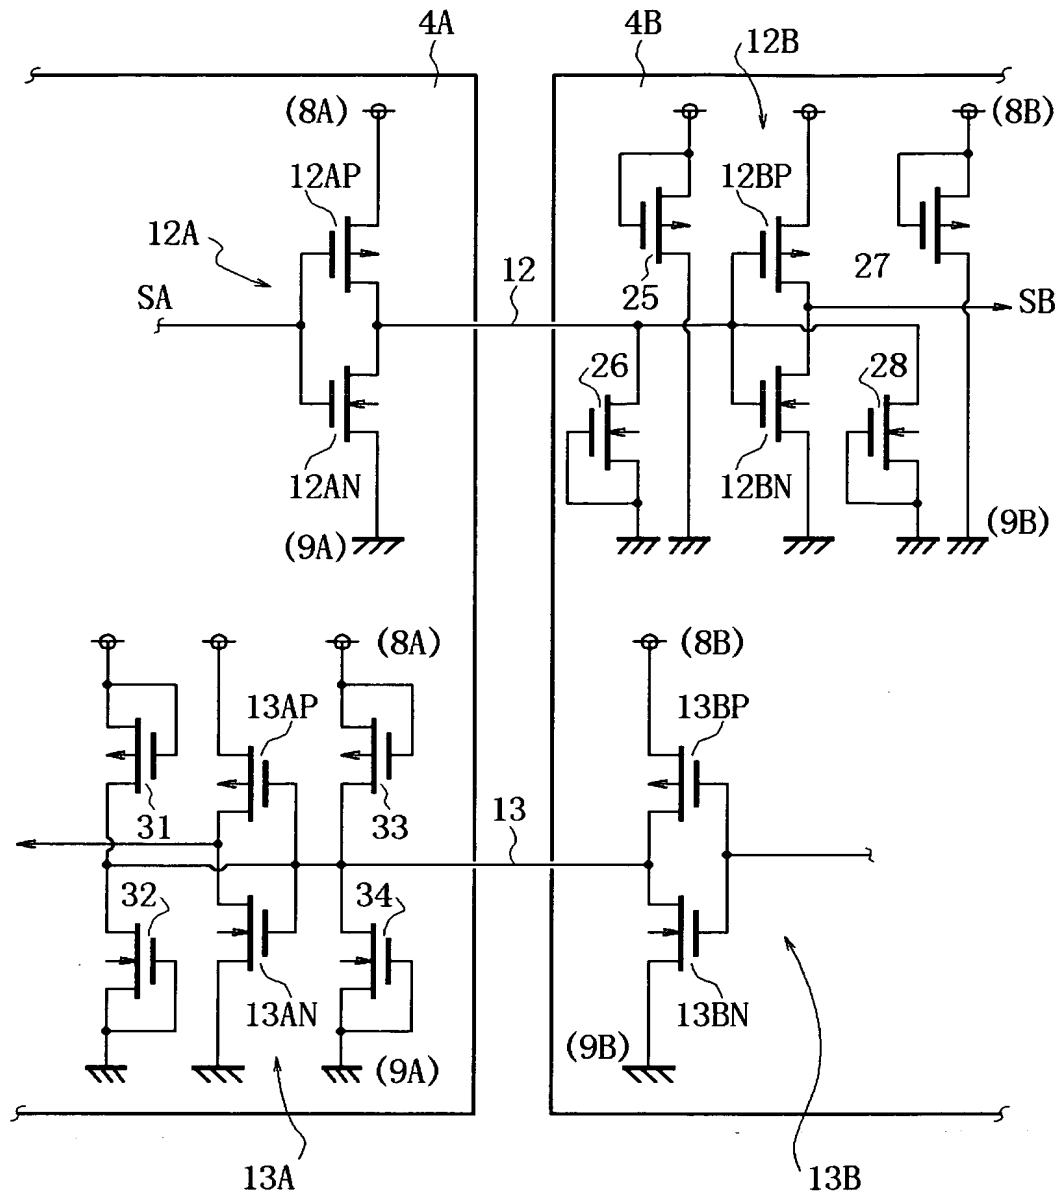 4A
4B
12B
(8A)
(8B)
12AP
12BP
12A
12
25
27
SA
SB
26
28
12AN
12BN
(9A)
(9B)
(8A)
(8B)
13AP
13BP
31
33
13
32
34
13AN
13BN
(9A)
(9B)
13A
13B